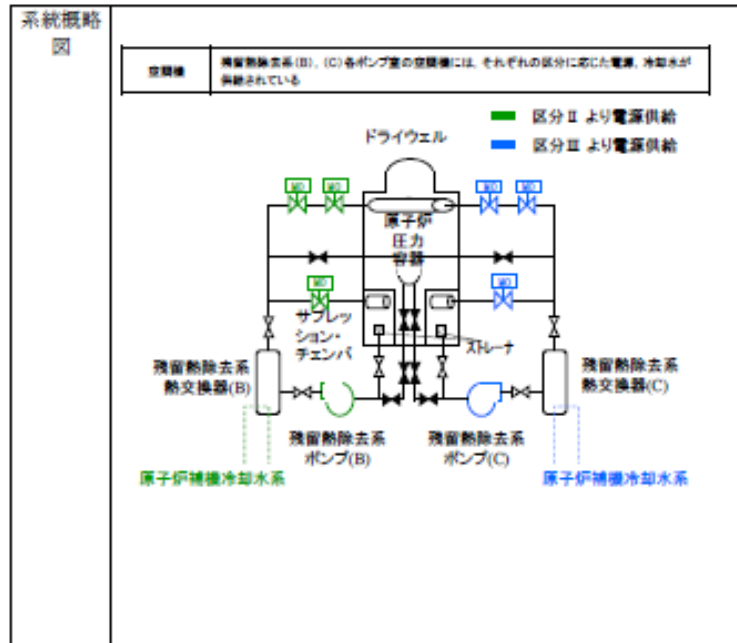 系統概略
図
空調機
残留熱除去系(B)、(C)各ポンプ室の空調機には、それぞれの区分に応じた電源、冷却水が
供給されている
区分Ⅱ より電源供給
区分Ⅲ より電源供給
ドライウェル
MO
MO
MO
MO
原子炉
圧力
容器
MO
MO
サプレッ
ション・
チェンバ
ストレーナ
残留熱除去系
熱交換器(B)
残留熱除去系
熱交換器(C)
残留熱除去系
ポンプ(B)
残留熱除去系
ポンプ(C)
原子炉補機冷却水系
原子炉補機冷却水系